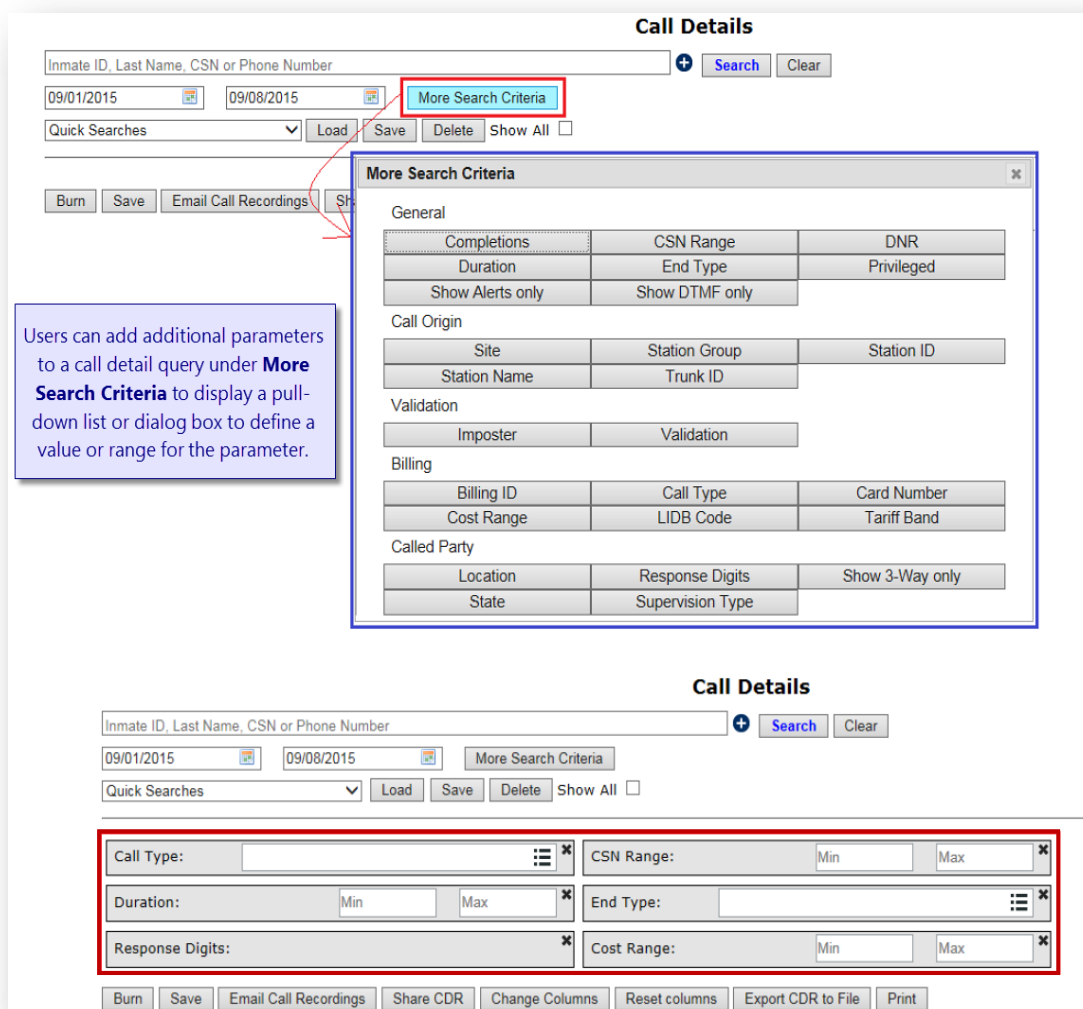 Call Details
Inmate ID, Last Name, CSN or Phone Number Search Clear
09/01/2015 09/08/2015 More Search Criteria
Quick Searches Load Save Delete Show All
More Search Criteria
Burn Save Email Call Recordings Sh
General
Completions CSN Range DNR
Duration End Type Privileged
Show Alerts only Show DTMF only
Call Origin
Site Station Group Station ID
Station Name Trunk ID
Validation
Imposter Validation
Billing
Billing ID Call Type Card Number
Cost Range LIDB Code Tariff Band
Called Party
Location Response Digits Show 3-Way only
State Supervision Type
Users can add additional parameters
to a call detail query under More
Search Criteria to display a pull-
down list or dialog box to define a
value or range for the parameter.
Call Details
Inmate ID, Last Name, CSN or Phone Number Search Clear
09/01/2015 09/08/2015 More Search Criteria
Quick Searches Load Save Delete Show All
Call Type: CSN Range: Min Max
Duration: Min Max End Type:
Response Digits: Cost Range: Min Max
Burn Save Email Call Recordings Share CDR Change Columns Reset columns Export CDR to File Print